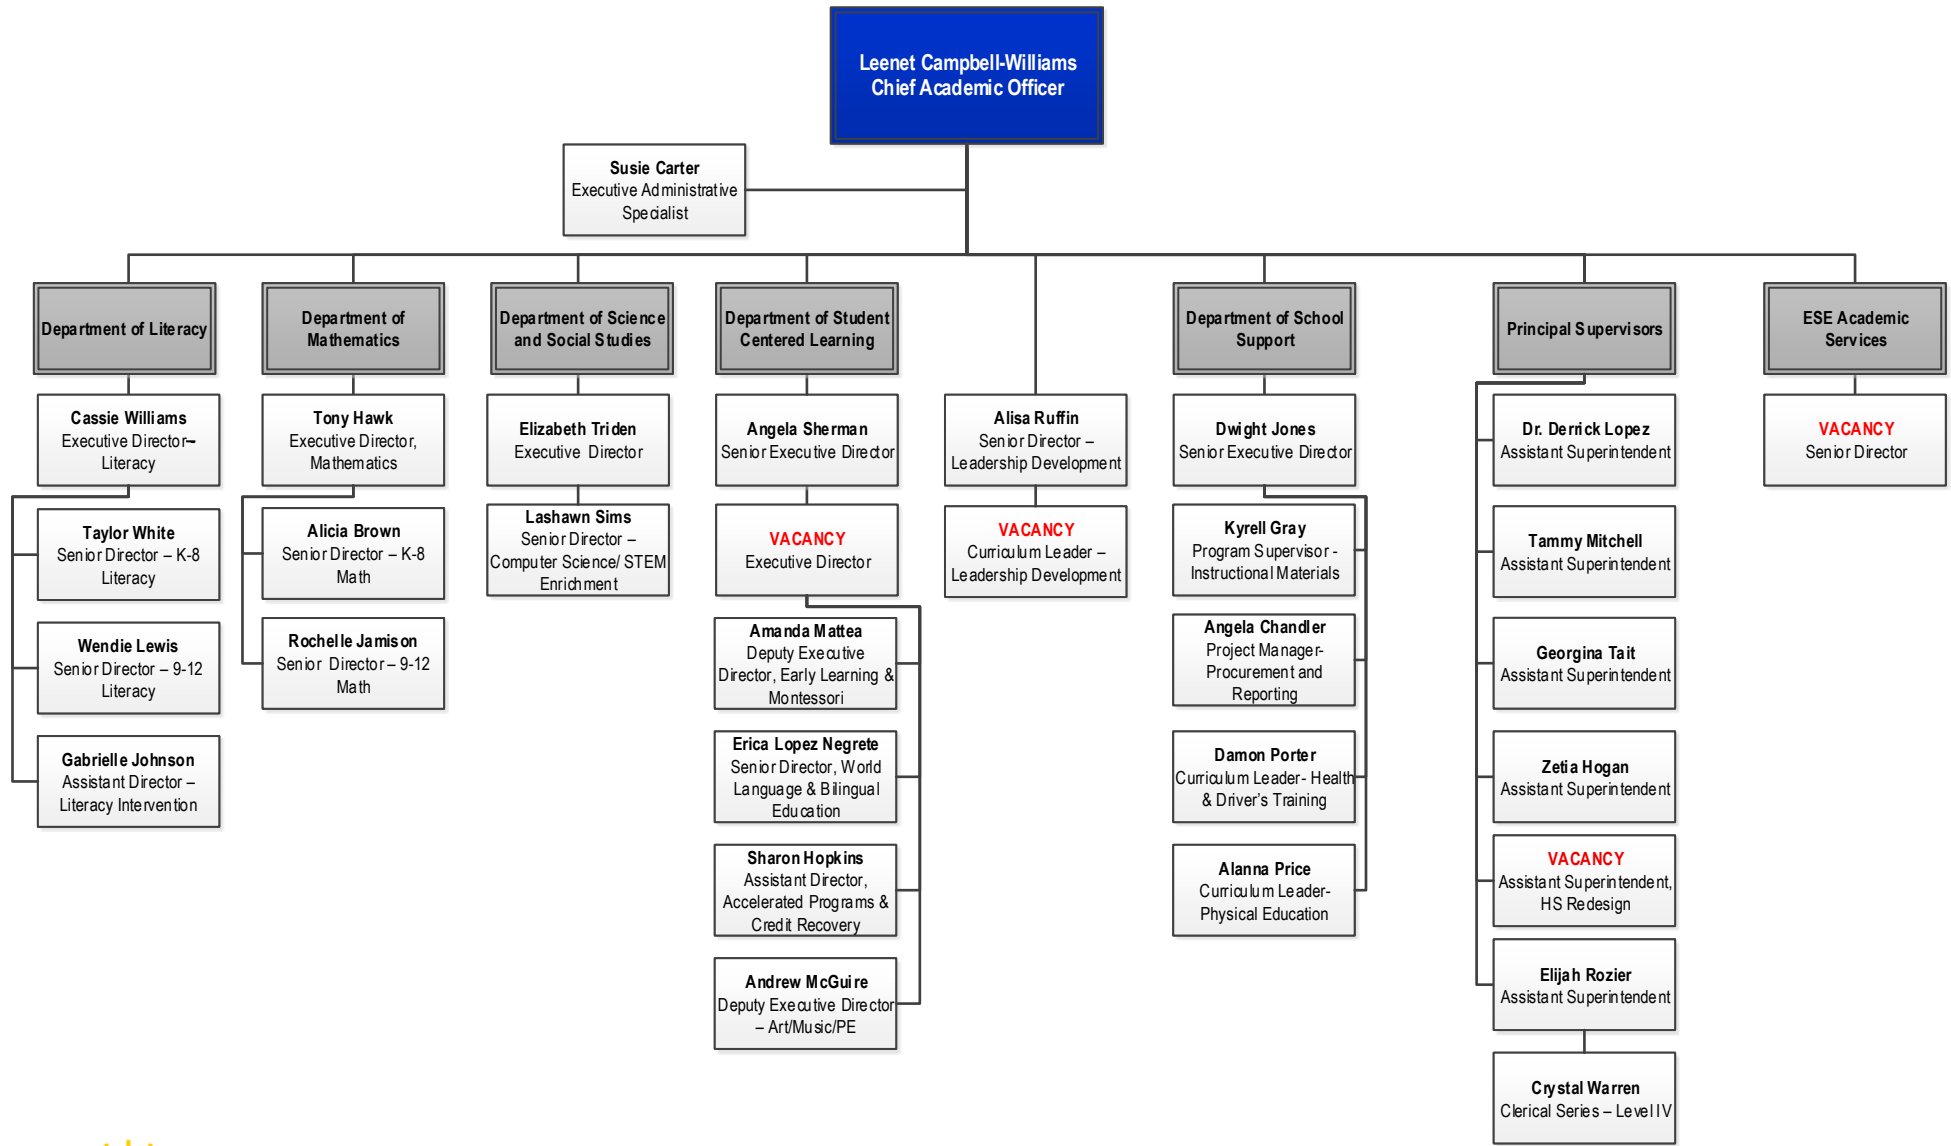 Leenet Campbell-Williams
Chief Academic Officer
Susie Carter
Executive Administrative
Specialist
Department of Literacy
Cassie Williams
Executive Director–
Literacy
Taylor White
Senior Director – K-8
Literacy
Wendie Lewis
Senior Director – 9-12
Literacy
Gabrielle Johnson
Assistant Director –
Literacy Intervention
Department of
Mathematics
Tony Hawk
Executive Director,
Mathematics
Alicia Brown
Senior Director – K-8
Math
Rochelle Jamison
Senior Director – 9-12
Math
Department of Science
and Social Studies
Elizabeth Triden
Executive Director
Lashawn Sims
Senior Director –
Computer Science/ STEM
Enrichment
Department of Student
Centered Learning
Angela Sherman
Senior Executive Director
VACANCY
Executive Director
Amanda Mattea
Deputy Executive
Director, Early Learning &
Montessori
Erica Lopez Negrete
Senior Director, World
Language & Bilingual
Education
Sharon Hopkins
Assistant Director,
Accelerated Programs &
Credit Recovery
Andrew McGuire
Deputy Executive Director
– Art/Music/PE
Alisa Ruffin
Senior Director –
Leadership Development
VACANCY
Curriculum Leader –
Leadership Development
Department of School
Support
Dwight Jones
Senior Executive Director
Kyrell Gray
Program Supervisor -
Instructional Materials
Angela Chandler
Project Manager-
Procurement and
Reporting
Damon Porter
Curriculum Leader- Health
& Driver’s Training
Alanna Price
Curriculum Leader-
Physical Education
Principal Supervisors
Dr. Derrick Lopez
Assistant Superintendent
Tammy Mitchell
Assistant Superintendent
Georgina Tait
Assistant Superintendent
Zetia Hogan
Assistant Superintendent
VACANCY
Assistant Superintendent,
HS Redesign
Elijah Rozier
Assistant Superintendent
Crystal Warren
Clerical Series – Level IV
ESE Academic
Services
VACANCY
Senior Director